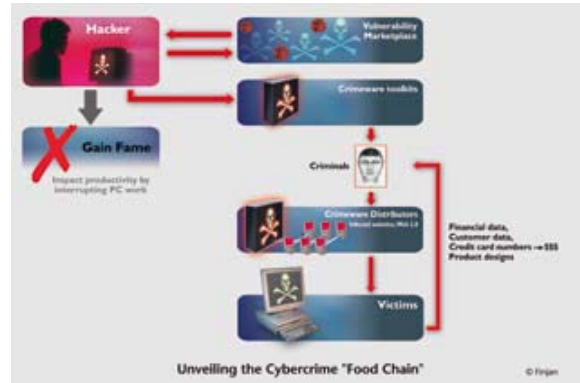 Hacker
Vulnerability
Marketplace
Crimeware toolkits
Gain Fame
Impact productivity by
interrupting PC work
Criminals
Crimeware Distributors
Infected websites, Web 2.0
Financial data,
Customer data,
Credit card numbers → $$$
Product designs
Victims
Unveiling the Cybercrime "Food Chain"
© Finjan